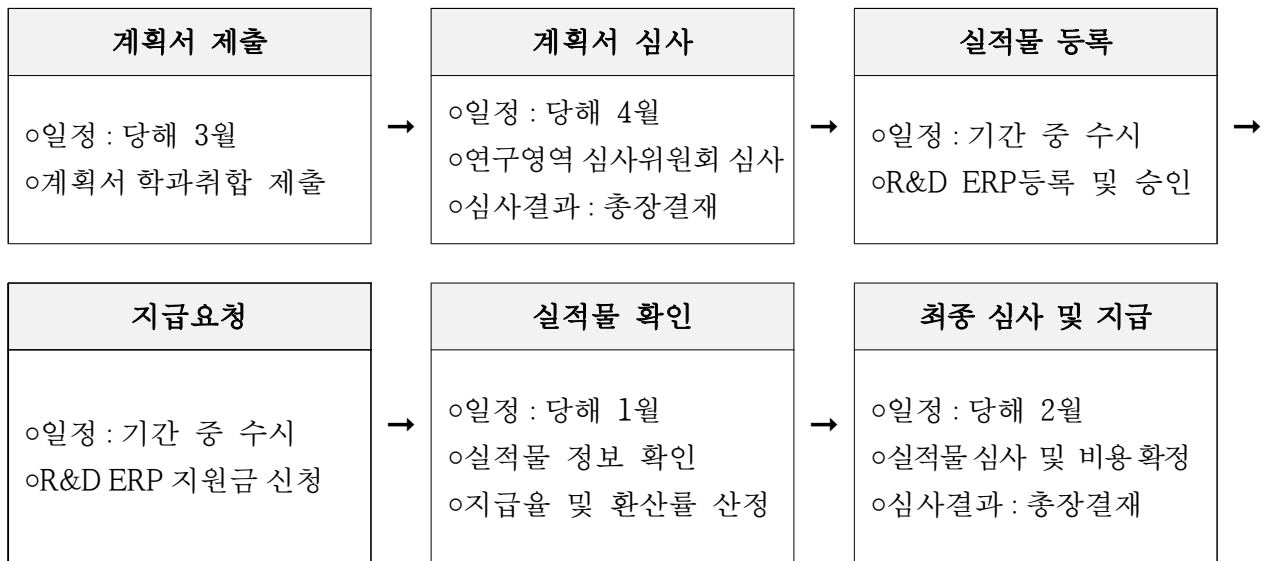 계획서 제출
○일정 : 당해 3월
○계획서 학과취합 제출
→
계획서 심사
○일정 : 당해 4월
○연구영역 심사위원회 심사
○심사결과 : 총장결재
→
실적물 등록
○일정 : 기간 중 수시
○R&D ERP등록 및 승인
→
지급요청
○일정 : 기간 중 수시
○R&D ERP 지원금 신청
→
실적물 확인
○일정 : 당해 1월
○실적물 정보 확인
○지급율 및 환산률 산정
→
최종 심사 및 지급
○일정 : 당해 2월
○실적물 심사 및 비용 확정
○심사결과 : 총장결재